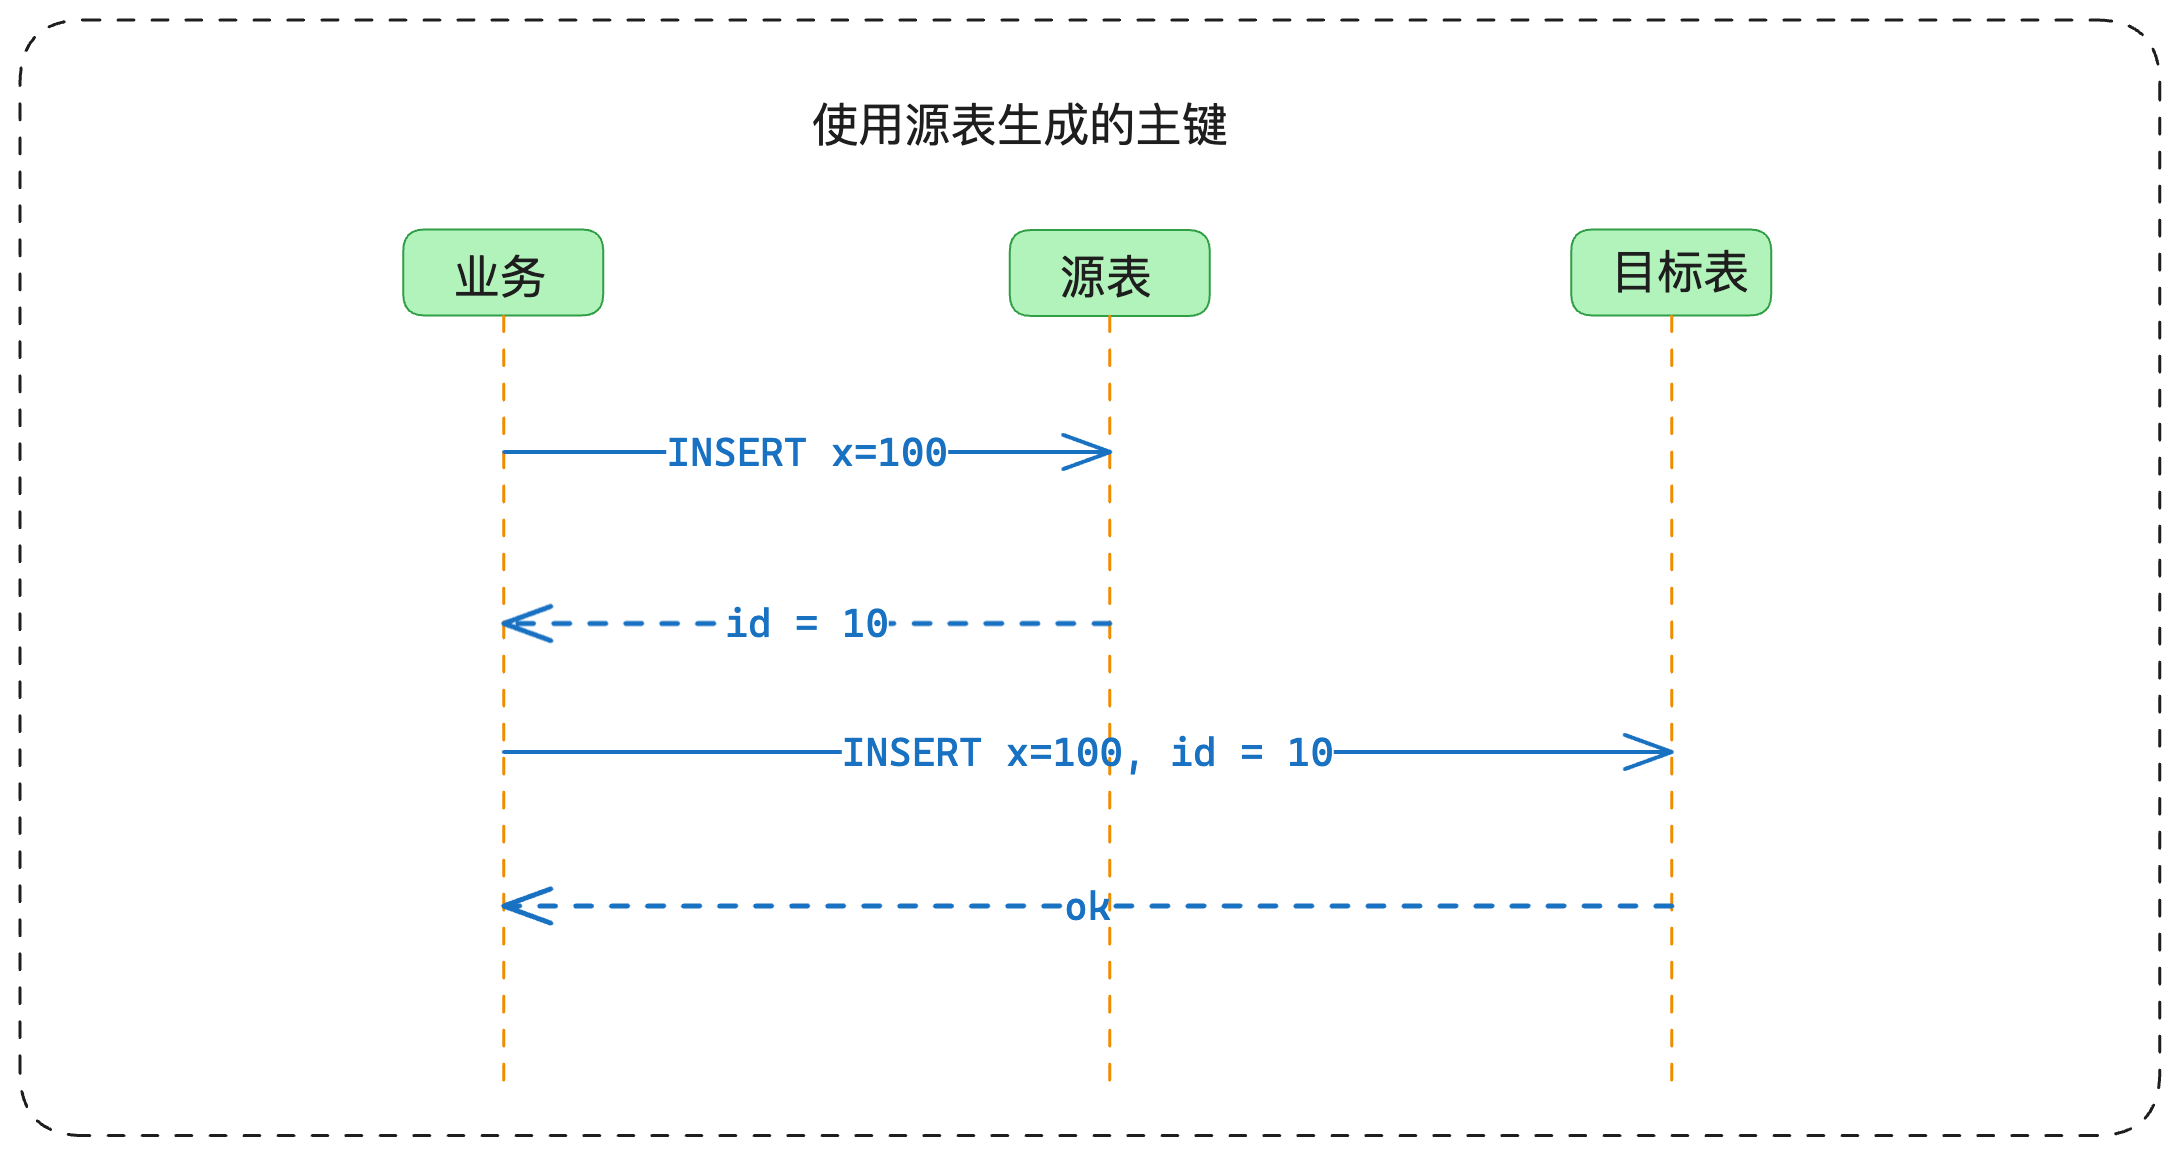 使用源表生成的主键
业务
源表
目标表
INSERT x=100
id = 10
INSERT x=100, id = 10
ok